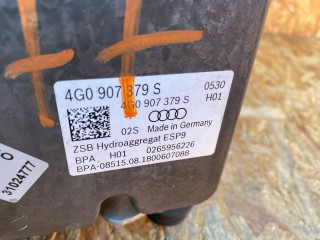 4G0 907 379 S 0530
4G0 907 379 S H01
02S Made in Germany
ZSB Hydroaggregat ESP9
BPA H01 0265956226
BPA-08515.08.1800607088
O
31024777